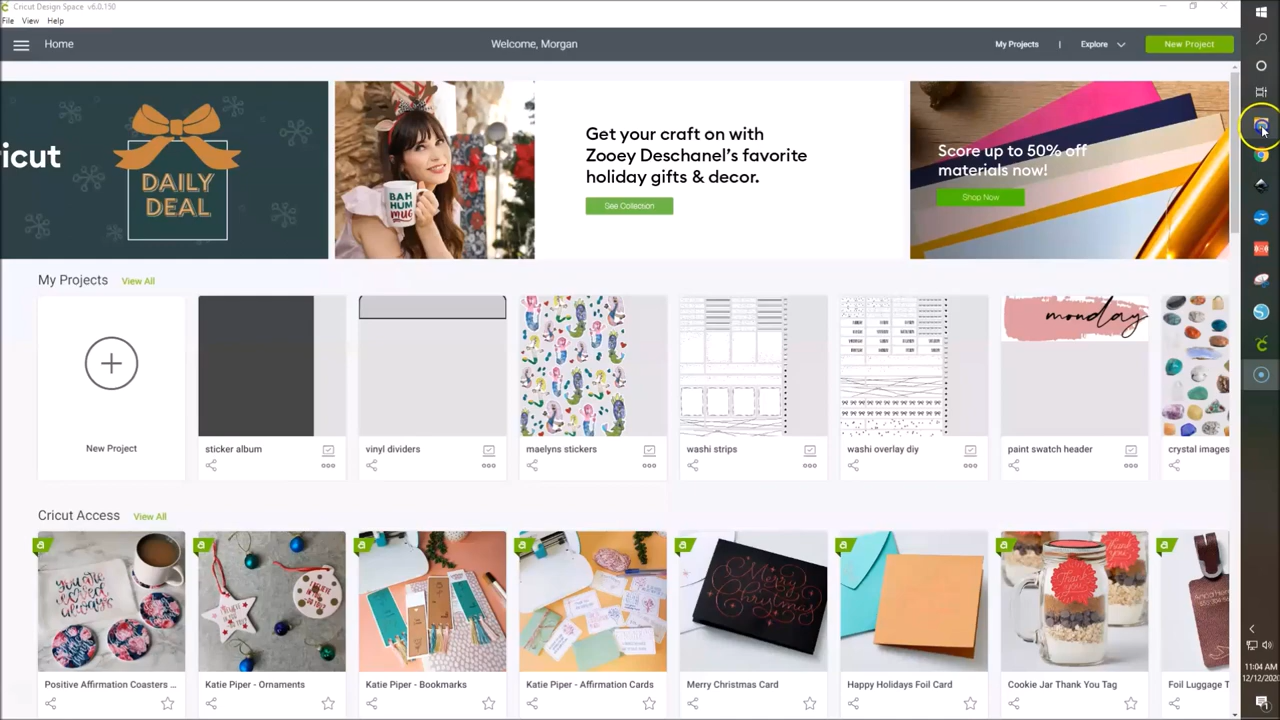 Cricut Design Space v6.0.150
File View Help
Home
Welcome, Morgan
My Projects | Explore
New Project
ricut
DAILY
DEAL
BAH
HUM
MUG
Get your craft on with
Zooey Deschanel's favorite
holiday gifts & decor.
See Collection
Score up to 50% off
materials now!
Shop Now
My Projects View All
monday
New Project
sticker album
vinyl dividers
maelyns stickers
washi strips
washi overlay diy
paint swatch header
crystal images
Cricut Access View All
a a a a a a a a
Merry Christmas
Thank you
Positive Affirmation Coasters ...
Katie Piper - Ornaments
Katie Piper - Bookmarks
Katie Piper - Affirmation Cards
Merry Christmas Card
Happy Holidays Foil Card
Cookie Jar Thank You Tag
Foil Luggage T
11:04 AM
12/12/2020